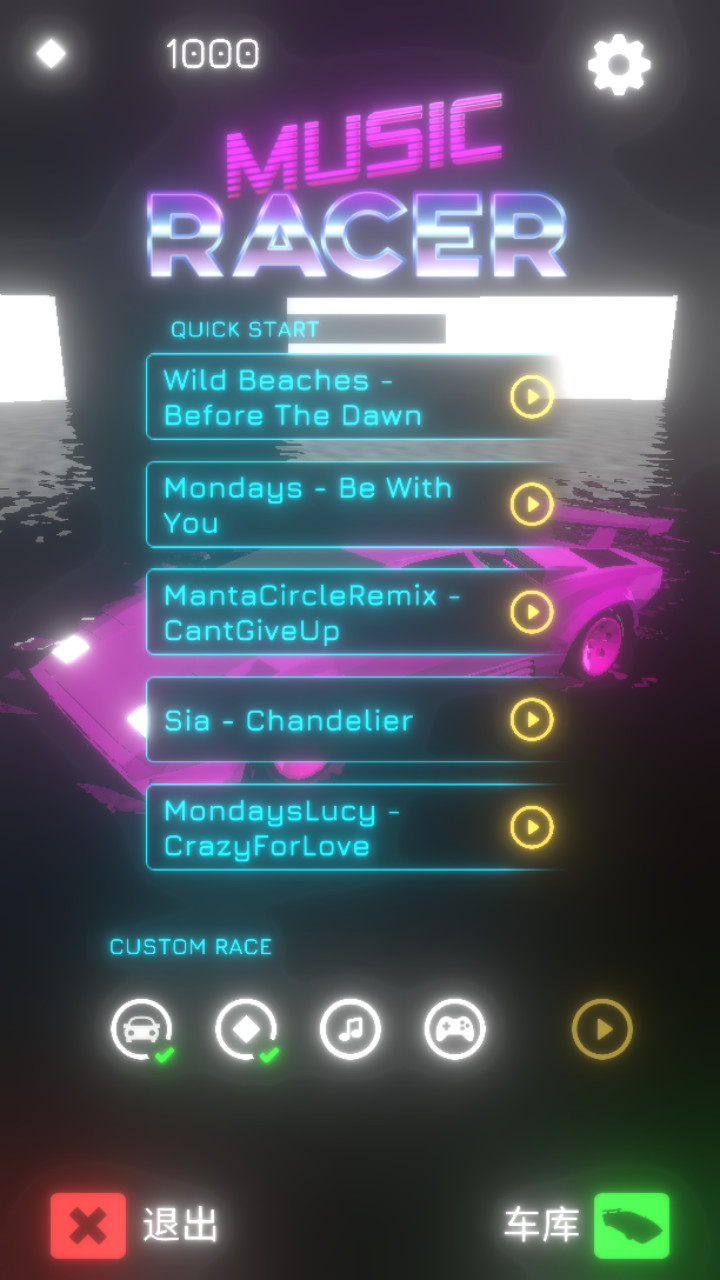 1000
MUSIC
RACER
QUICK START
Wild Beaches -
Before The Dawn
Mondays - Be With
You
MantaCircleRemix -
CantGiveUp
Sia - Chandelier
MondaysLucy -
CrazyForLove
CUSTOM RACE
退出
车库